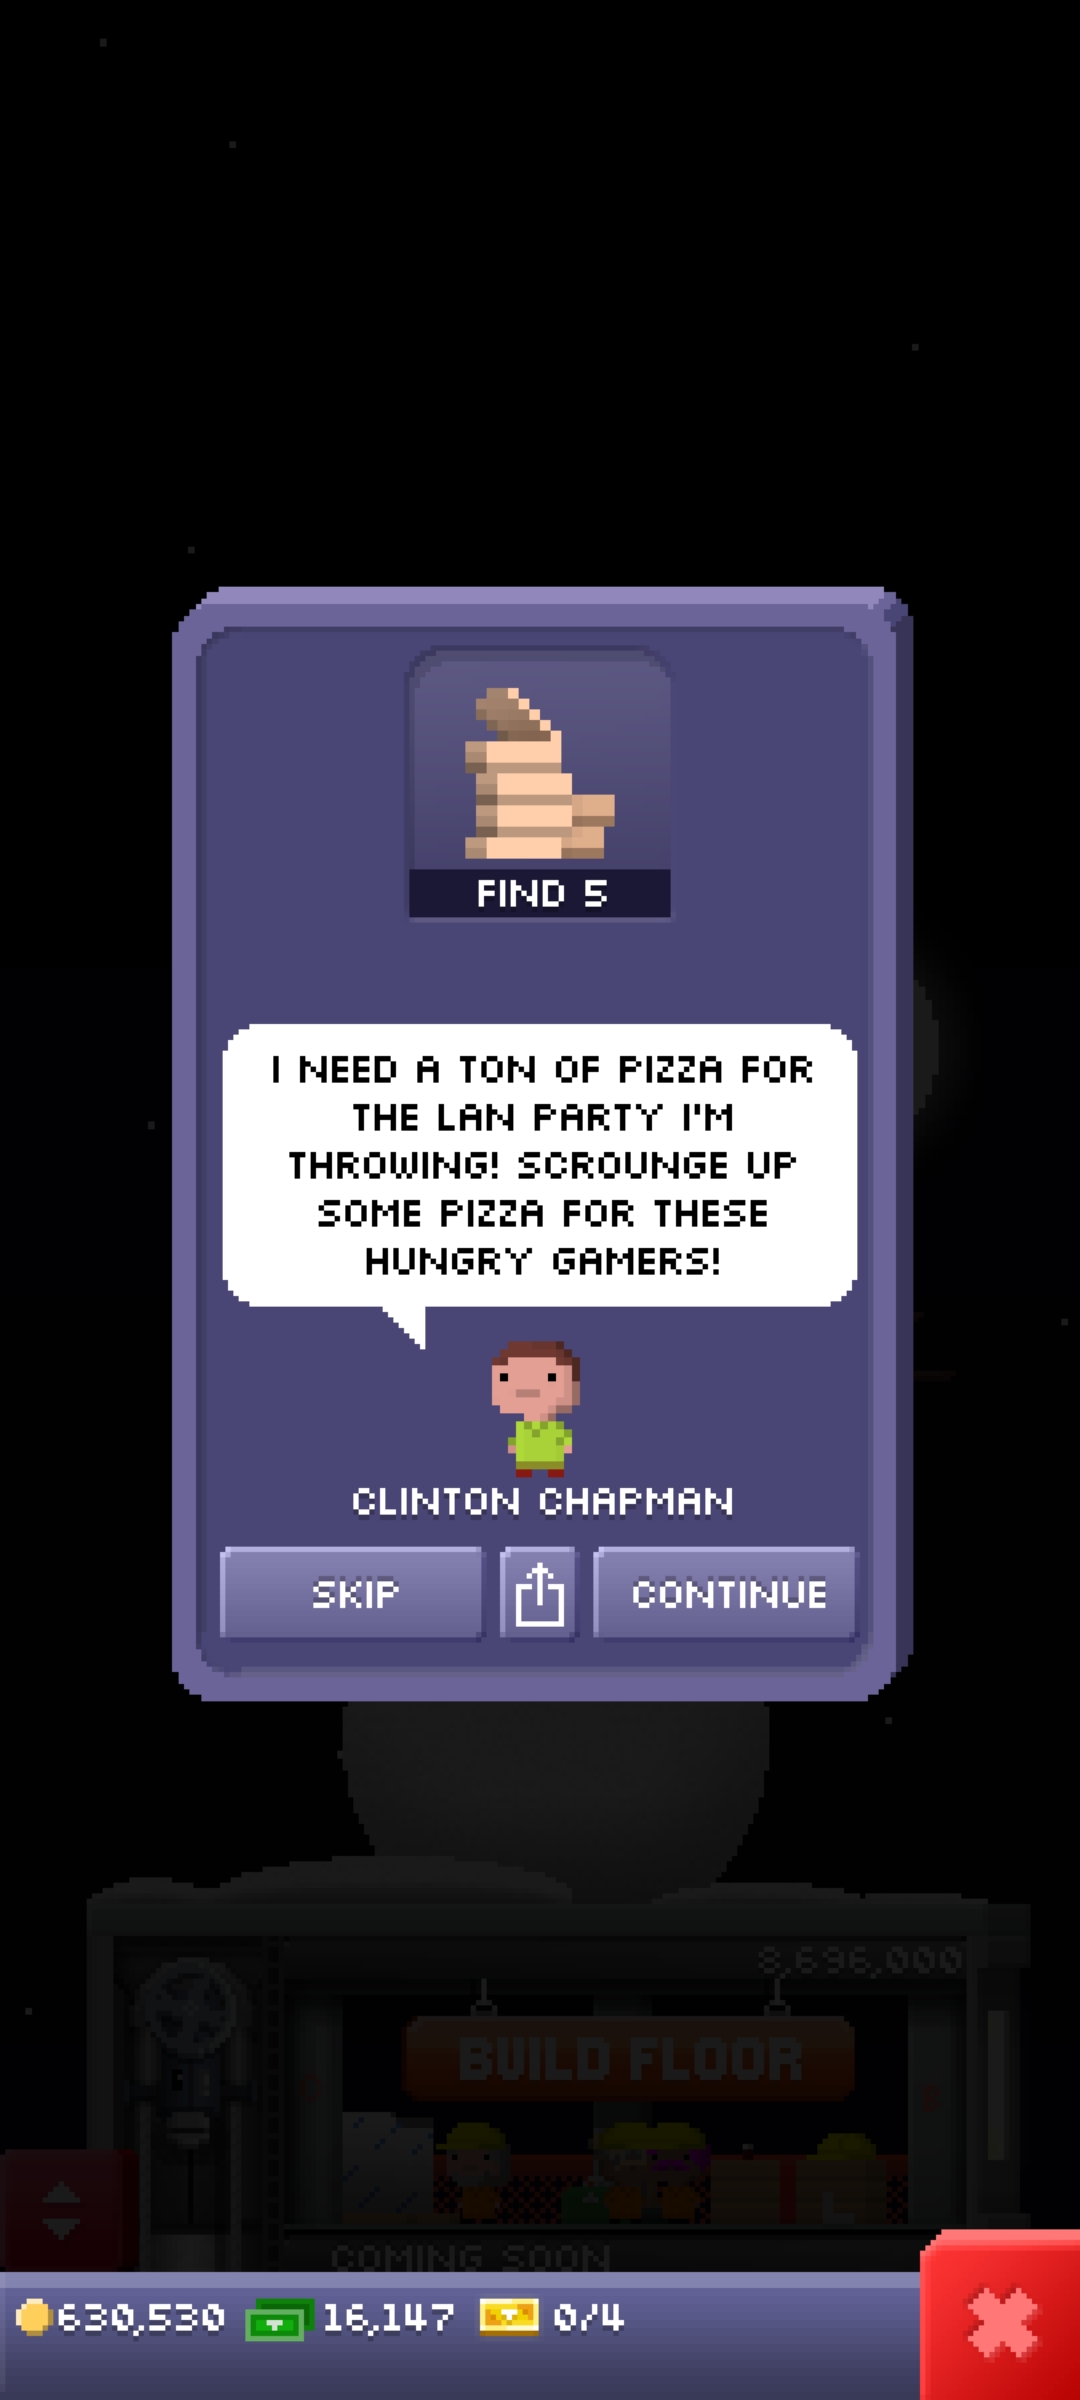 FIND 5
I NEED A TON OF PIZZA FOR
THE LAN PARTY I'M
THROWING! SCROUNGE UP
SOME PIZZA FOR THESE
HUNGRY GAMERS!
CLINTON CHAPMAN
SKIP
CONTINUE
8,696,000
BUILD FLOOR
COMING SOON
630,530
16,147
0/4